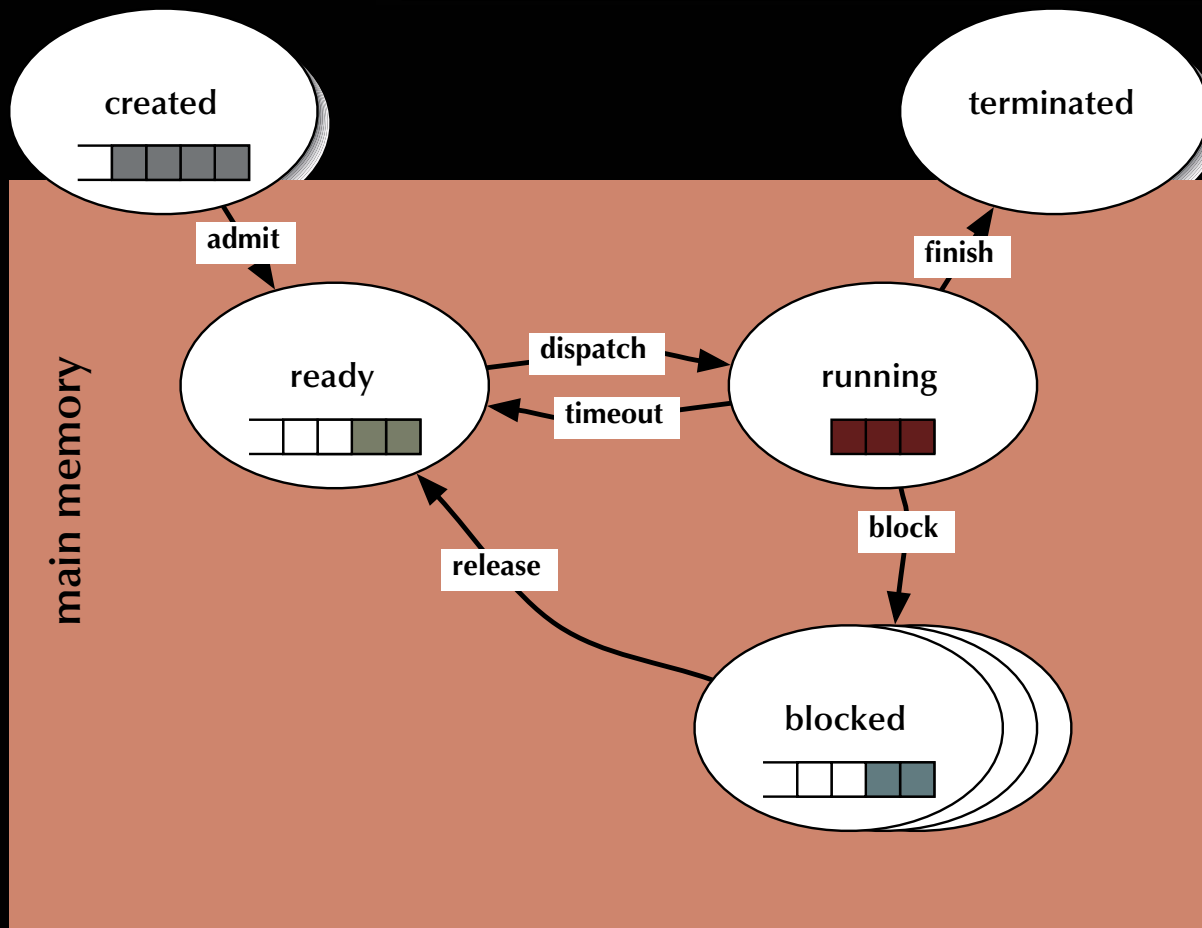 created
terminated
admit
finish
dispatch
ready
running
timeout
main memory
block
release
blocked